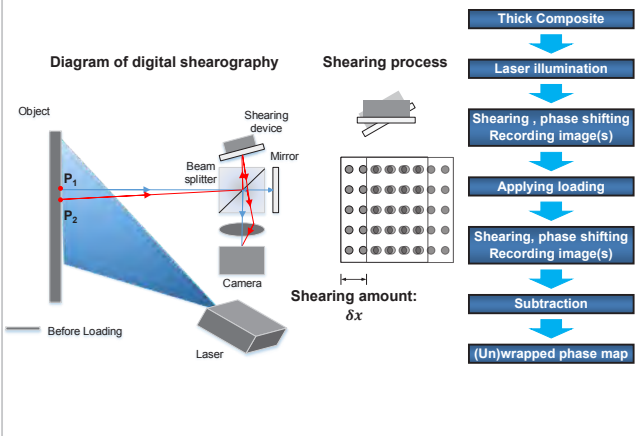 Diagram of digital shearography
Object
Shearing
device
Beam
splitter
Mirror
P1
P2
Camera
Before Loading
Laser
Shearing process
Shearing amount:
δx
Thick Composite
Laser illumination
Shearing , phase shifting
Recording image(s)
Applying loading
Shearing, phase shifting
Recording image(s)
Subtraction
(Un)wrapped phase map